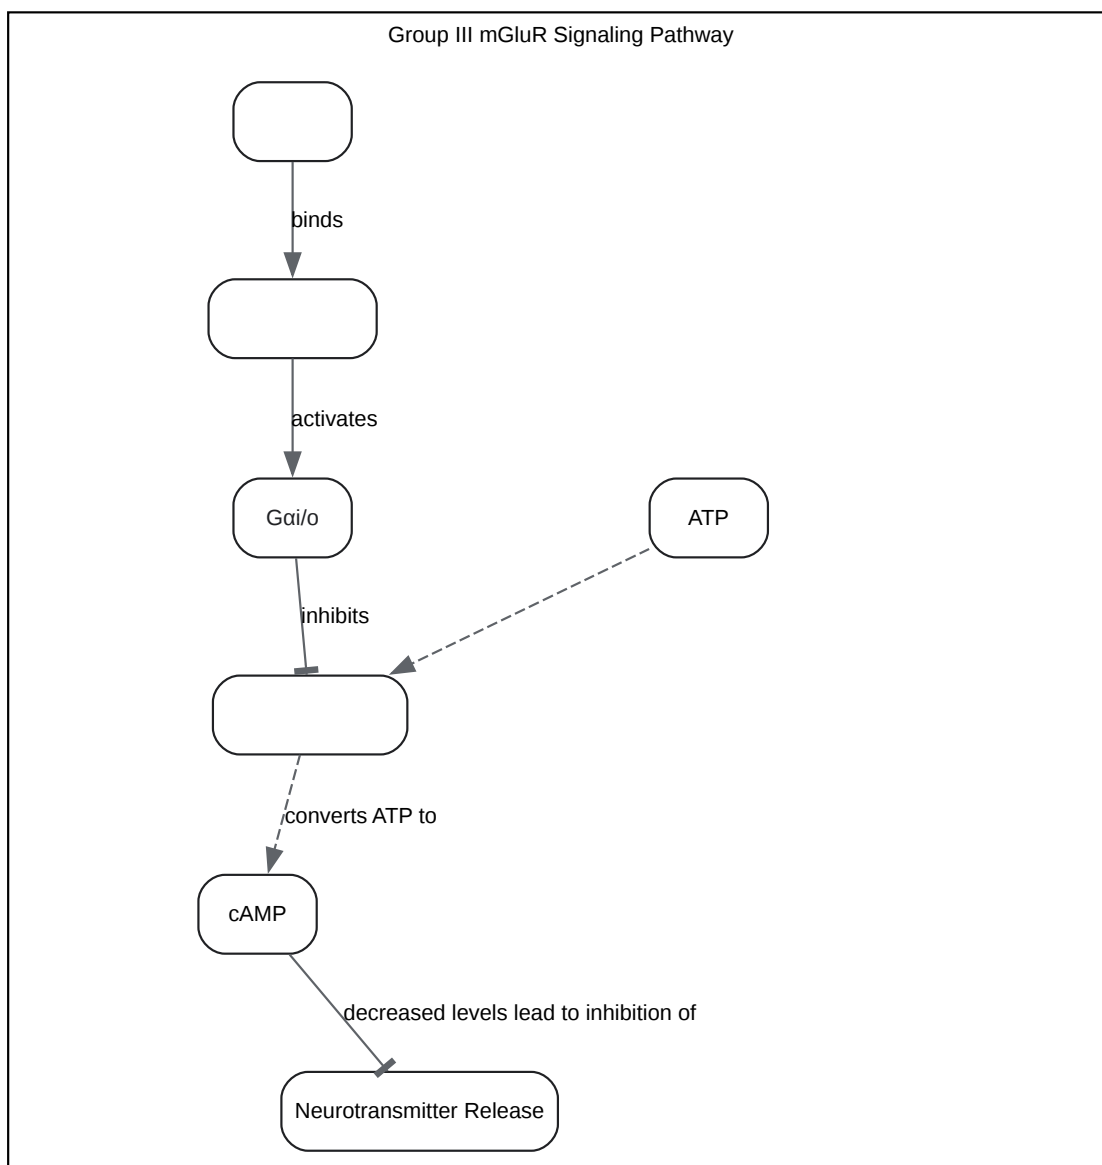 Group III mGluR Signaling Pathway
binds
activates
Gαi/o
ATP
inhibits
converts ATP to
cAMP
decreased levels lead to inhibition of
Neurotransmitter Release